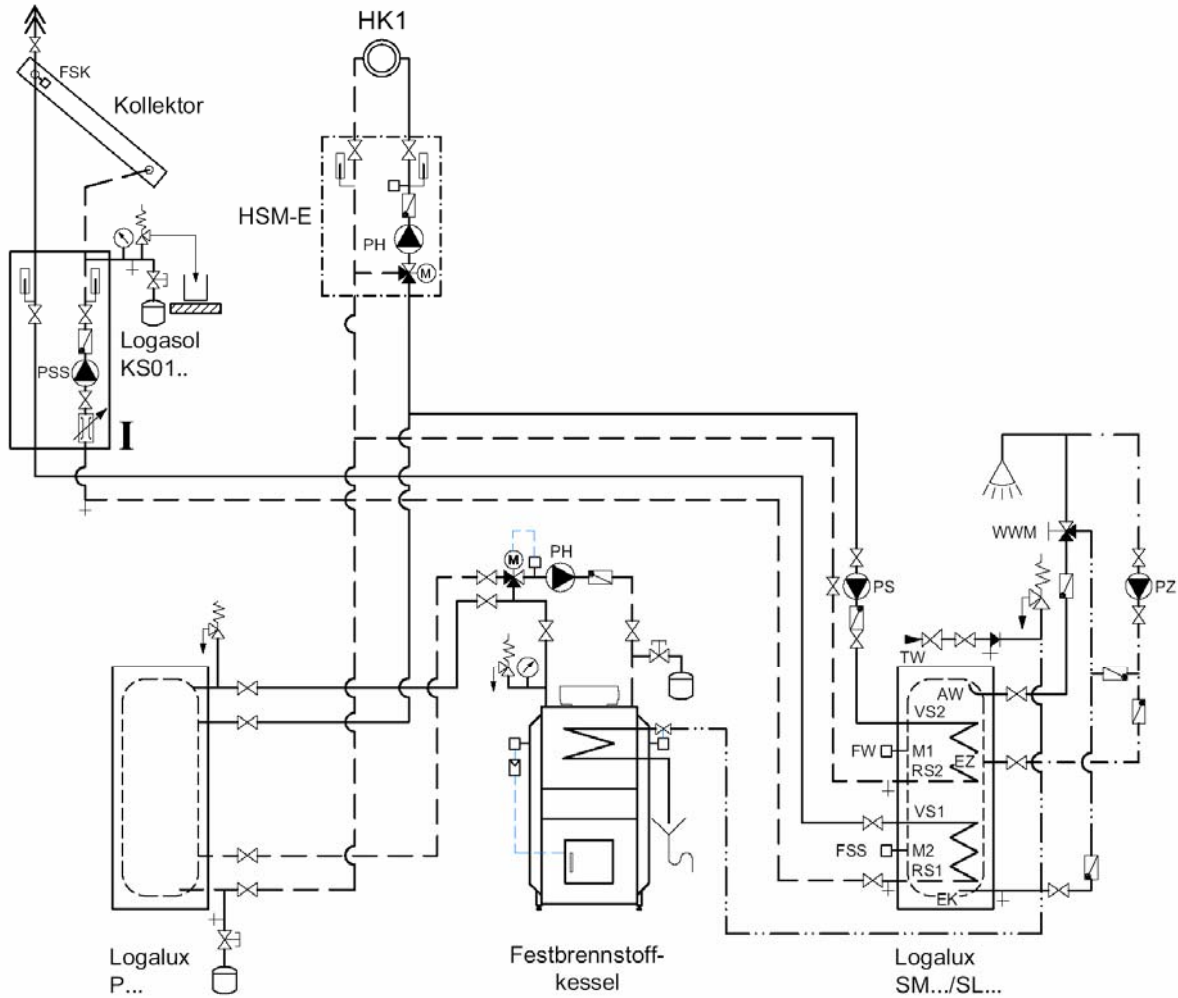 HK1
FSK
Kollektor
HSM-E
PH
M
Logasol
KS01..
PSS
I
WWM
M
PH
PS
PZ
TW
AW
VS2
FW
M1
EZ
RS2
VS1
FSS
M2
RS1
EK
Logalux
P...
Festbrennstoff-
kessel
Logalux
SM.../SL...